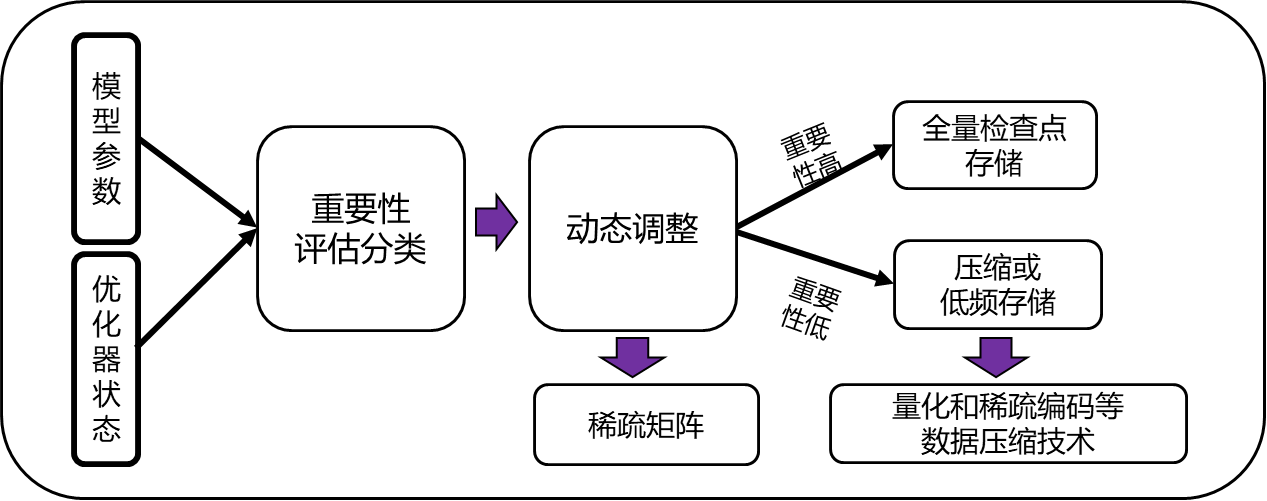 模型参数
优化器状态
重要性
评估分类
动态调整
重要
性高
重要
性低
全量检查点
存储
压缩或
低频存储
稀疏矩阵
量化和稀疏编码等
数据压缩技术